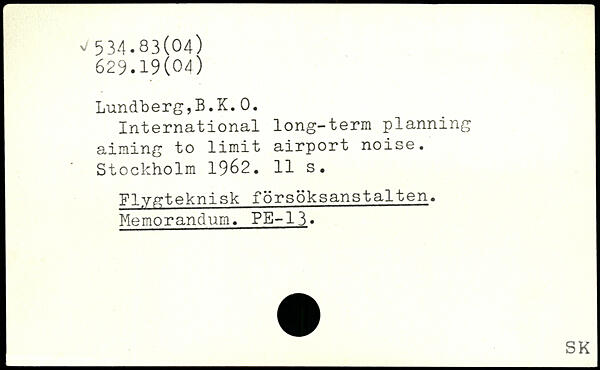 √534.83(04)
629.19(04)
Lundberg,B.K.O.
International long-term planning
aiming to limit airport noise.
Stockholm 1962. 11 s.
Flygteknisk försöksanstalten.
Memorandum. PE-13.
SK